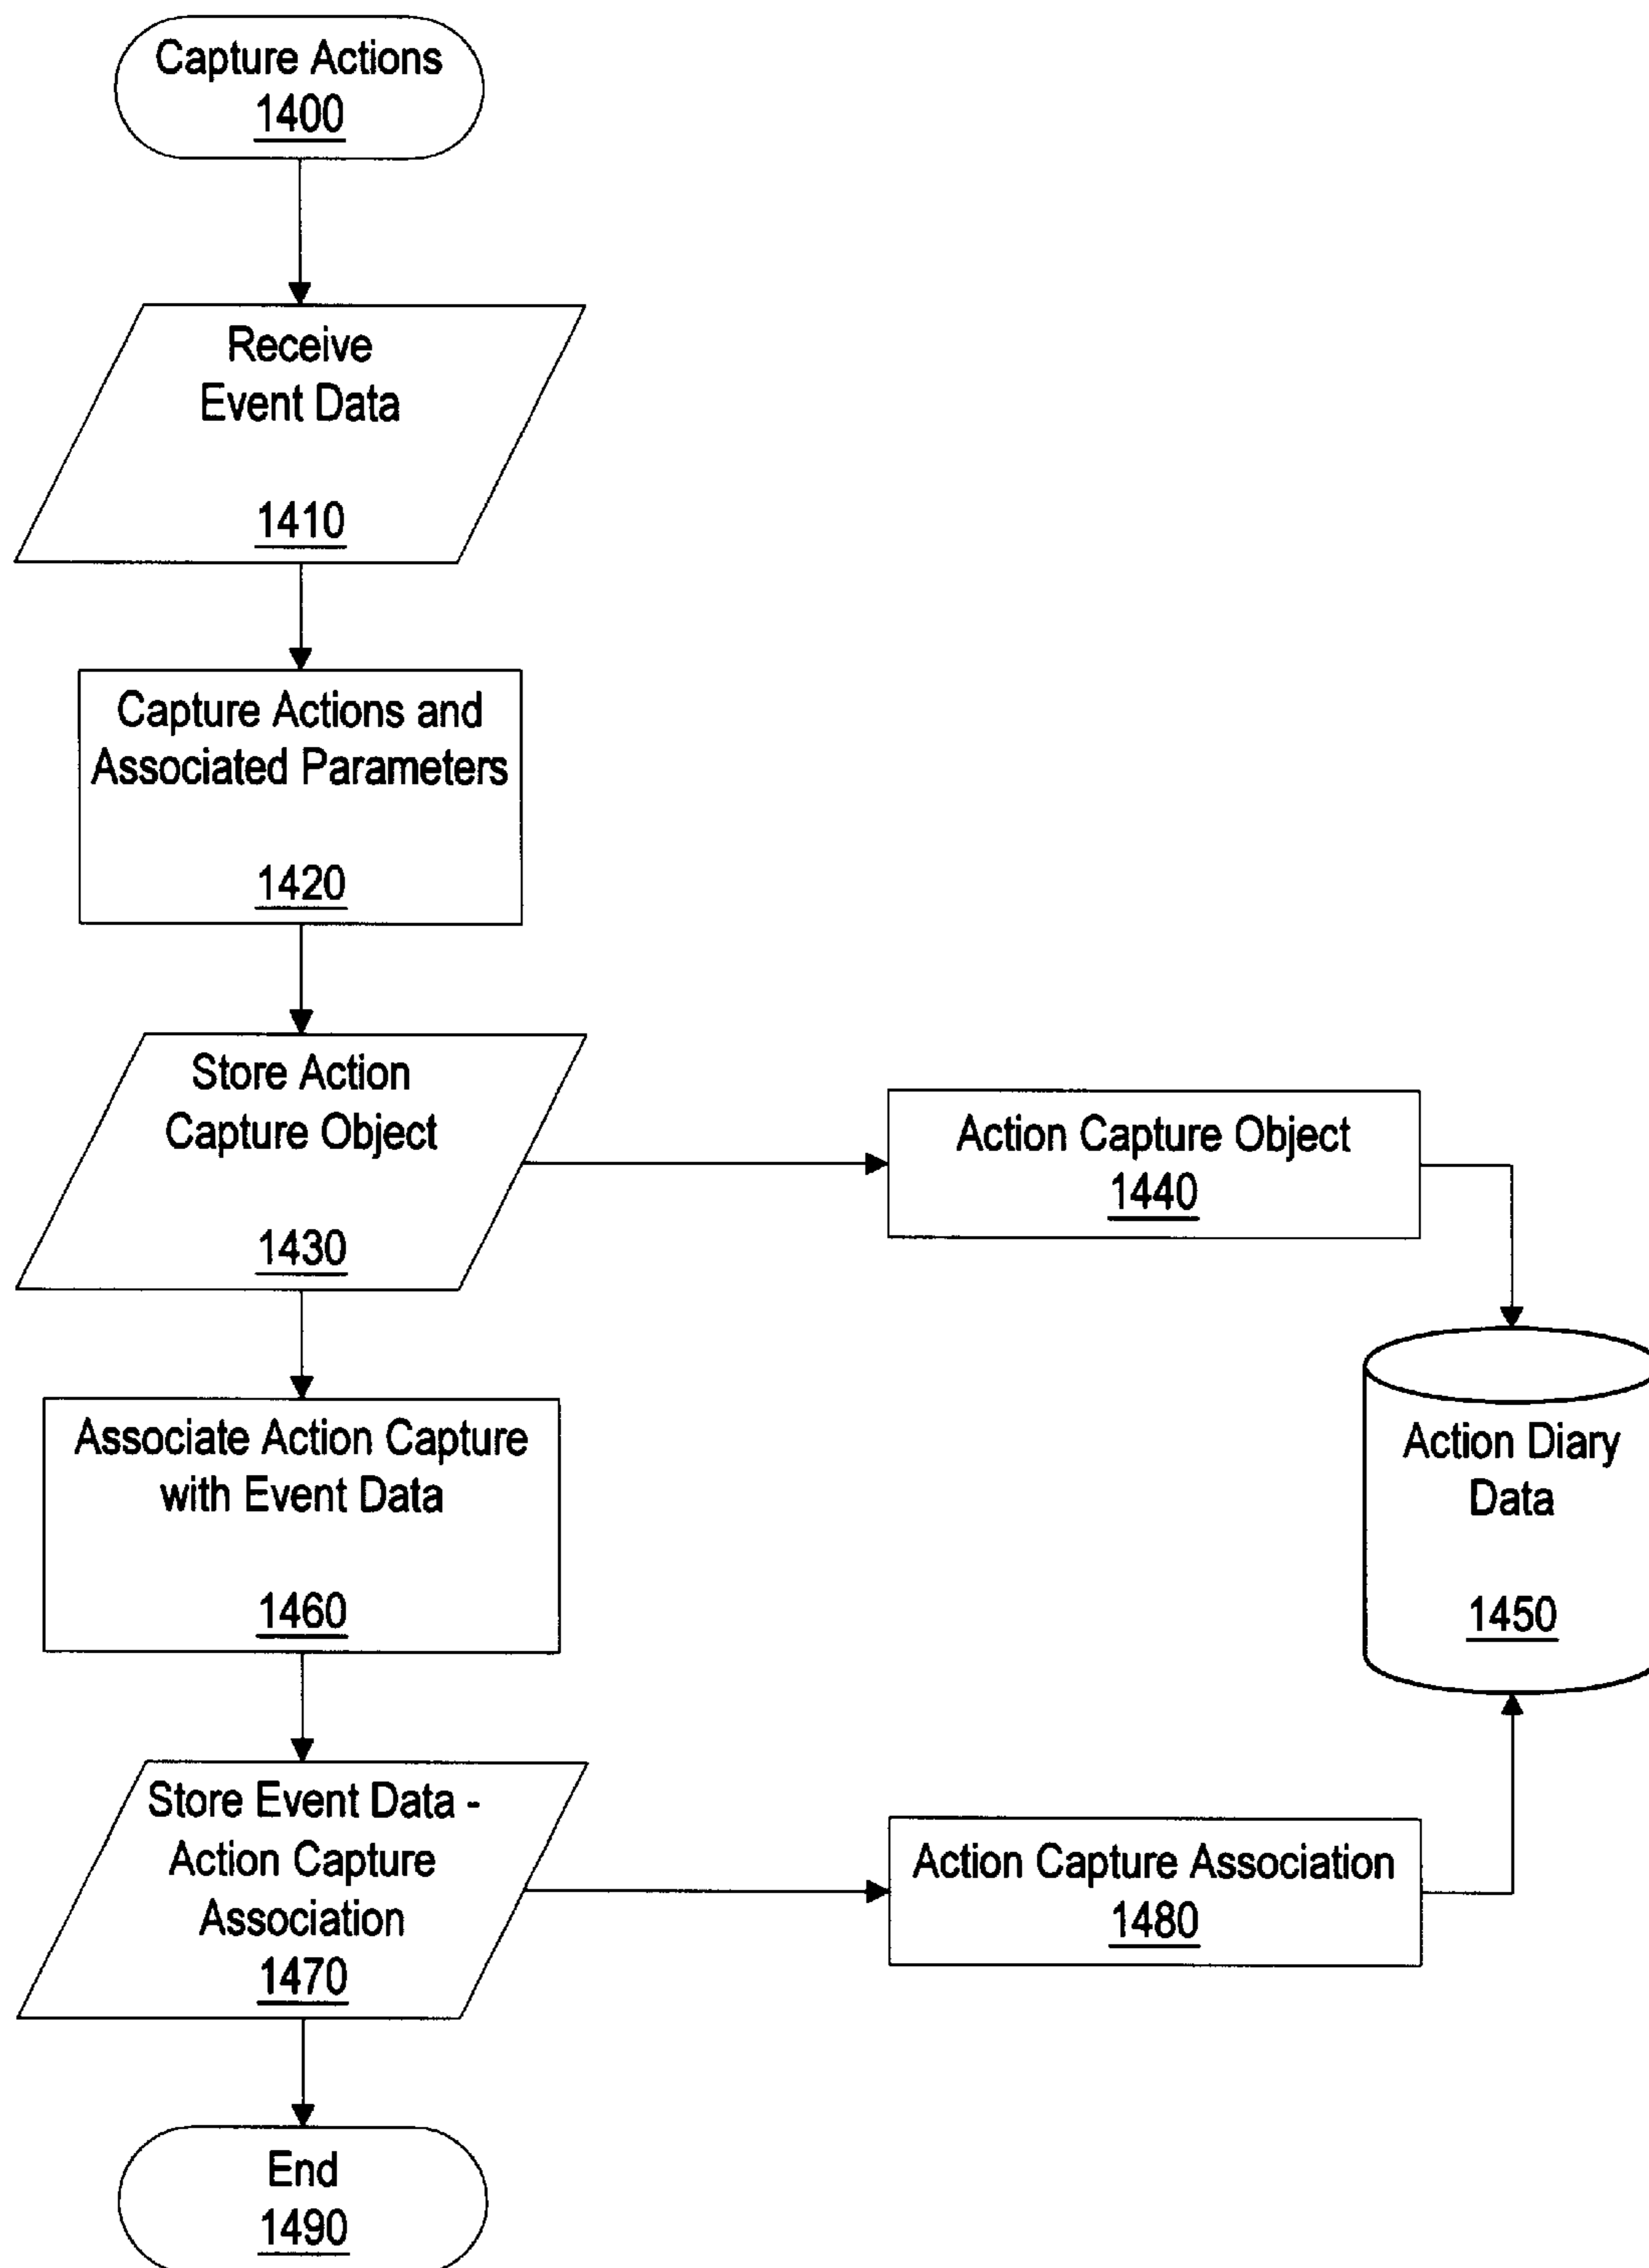 Capture Actions
1400
Receive
Event Data
1410
Capture Actions and
Associated Parameters
1420
Store Action
Capture Object
1430
Action Capture Object
1440
Action Diary
Data
1450
Associate Action Capture
with Event Data
1460
Store Event Data -
Action Capture
Association
1470
Action Capture Association
1480
End
1490